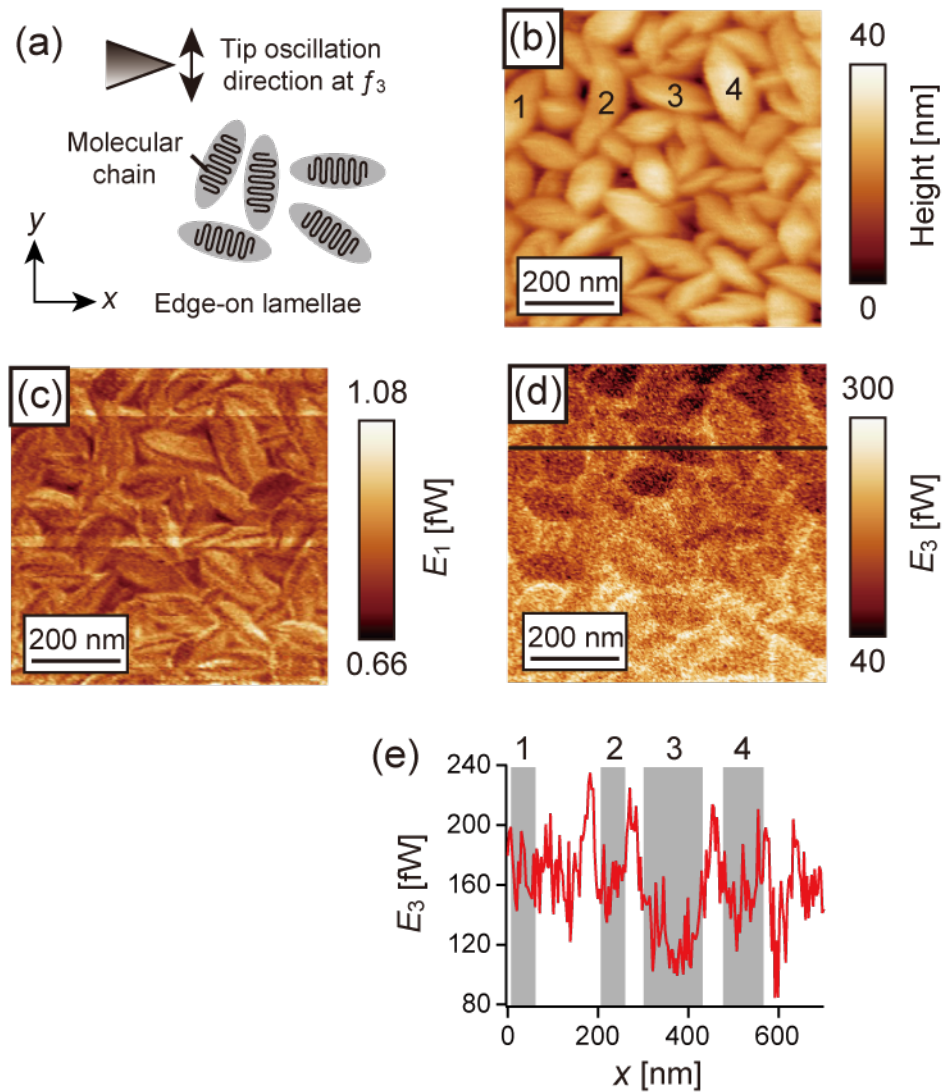 (a)
Tip oscillation
direction at f₃
Molecular
chain
y
x
Edge-on lamellae
(b)
1
2
3
4
200 nm
40
Height [nm]
0
(c)
200 nm
1.08
E₁ [fW]
0.66
(d)
200 nm
300
E₃ [fW]
40
(e)
1
2
3
4
240
200
160
120
80
E₃ [fW]
0
200
400
600
x [nm]